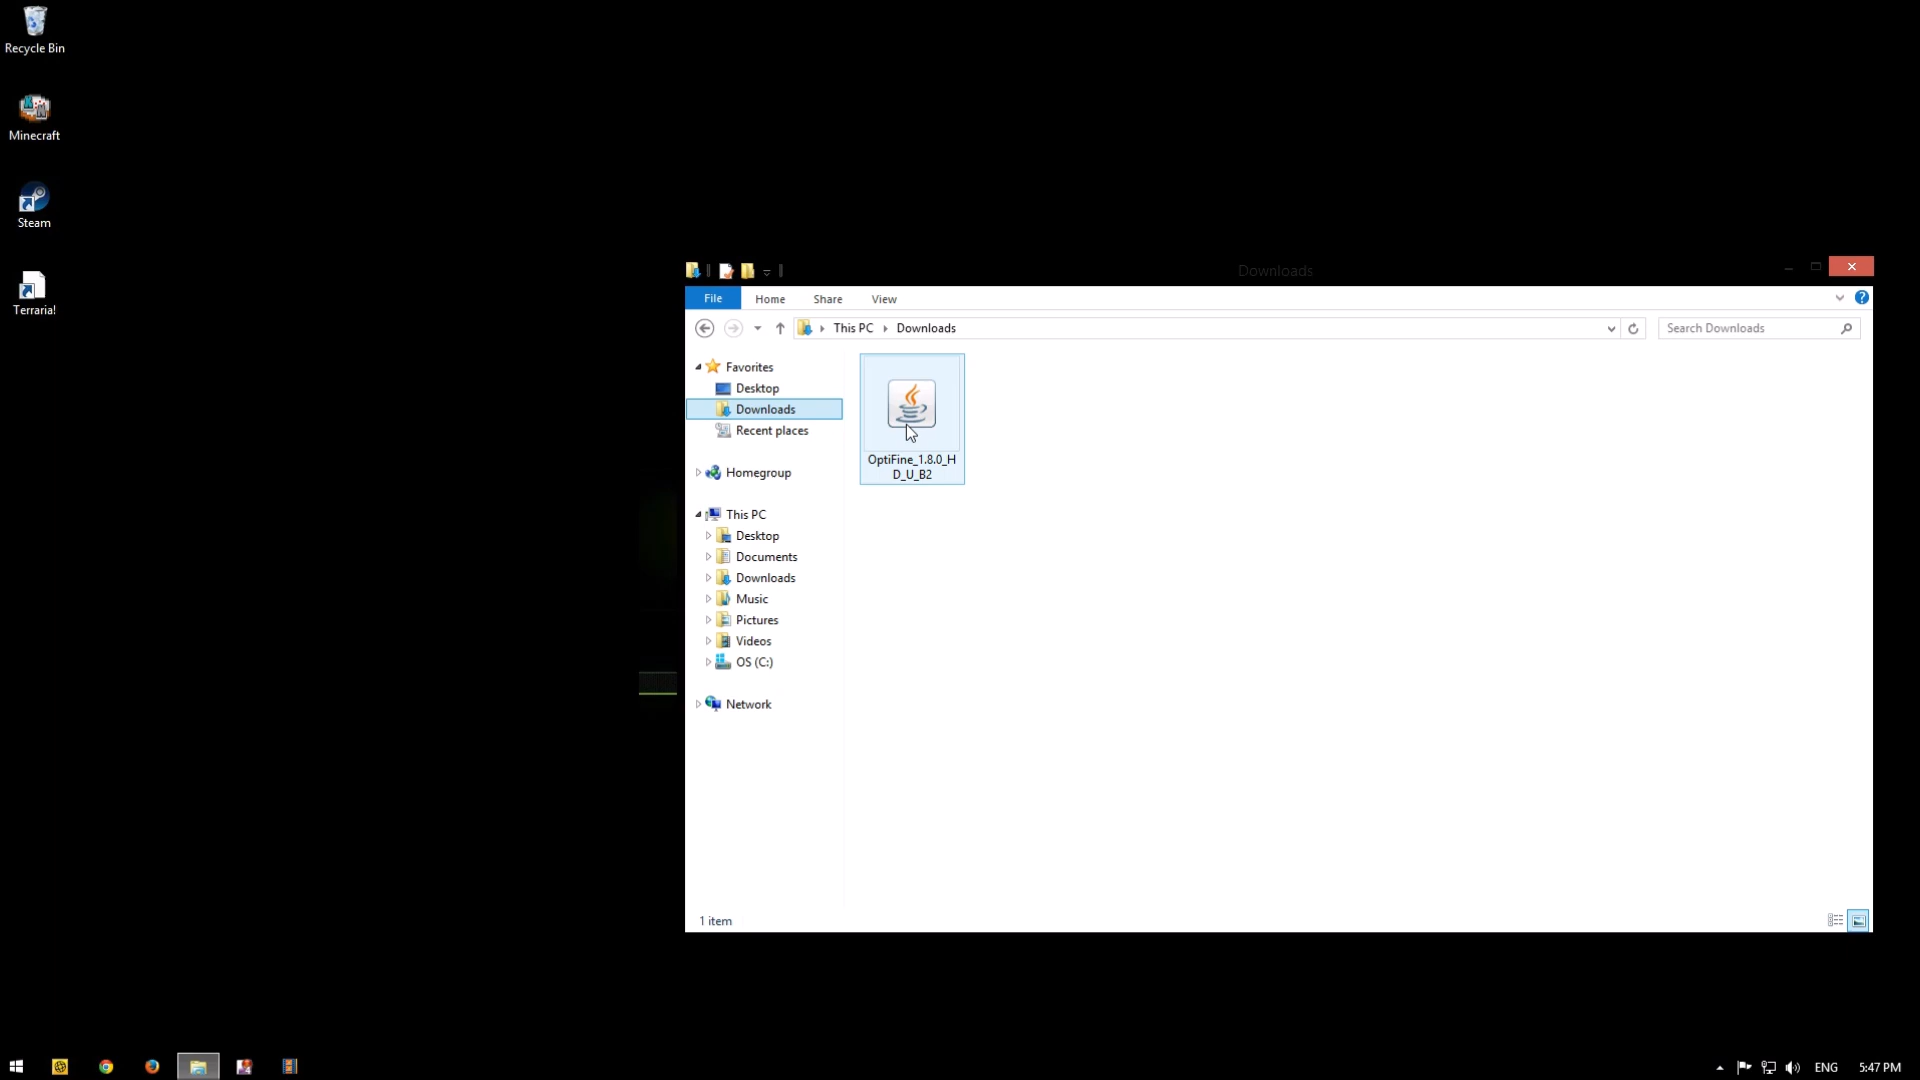 Recycle Bin
Minecraft
Steam
Terraria!
Downloads
File Home Share View
This PC Downloads
Search Downloads
Favorites
Desktop
Downloads
Recent places
Homegroup
This PC
Desktop
Documents
Downloads
Music
Pictures
Videos
OS (C:)
Network
OptiFine_1.8.0_H
D_U_B2
1 item
ENG 5:47 PM